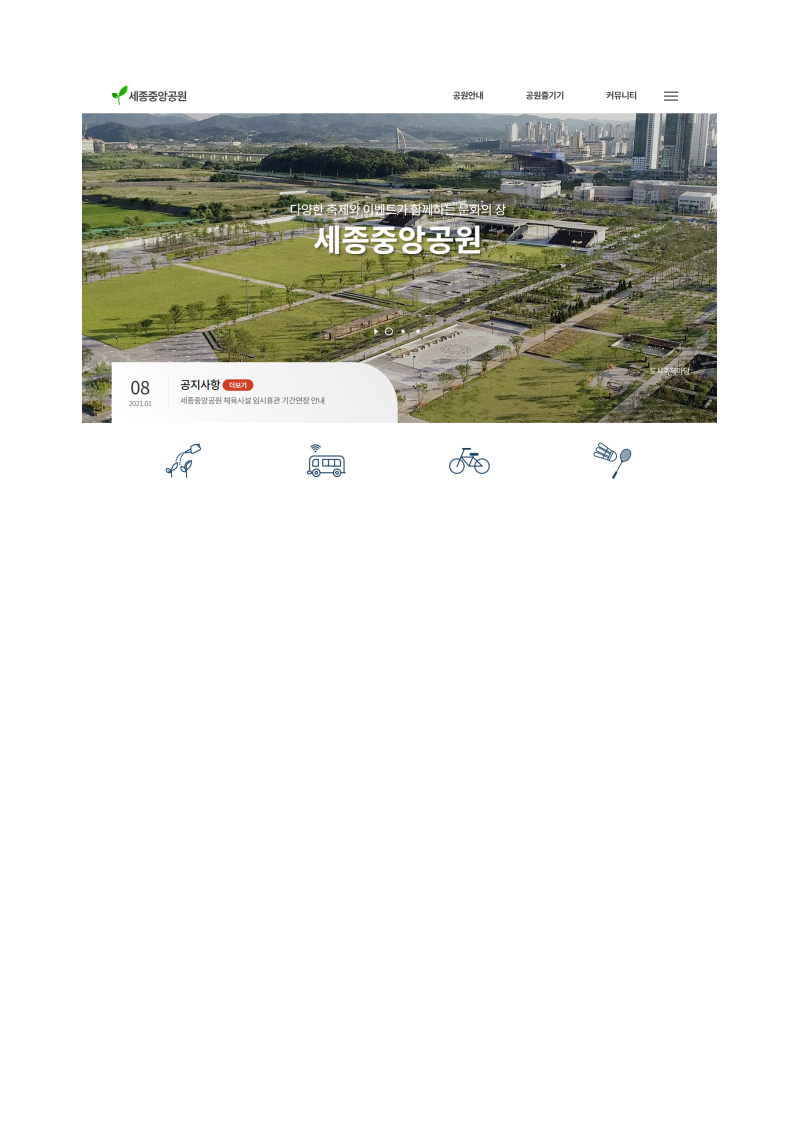 세종중앙공원
공원안내 공원즐기기 커뮤니티
다양한 축제와 이벤트가 함께하는 문화의 장
세종중앙공원
도시축제마당
08
2021.01
공지사항 더보기
세종중앙공원 체육시설 임시휴관 기간연장 안내